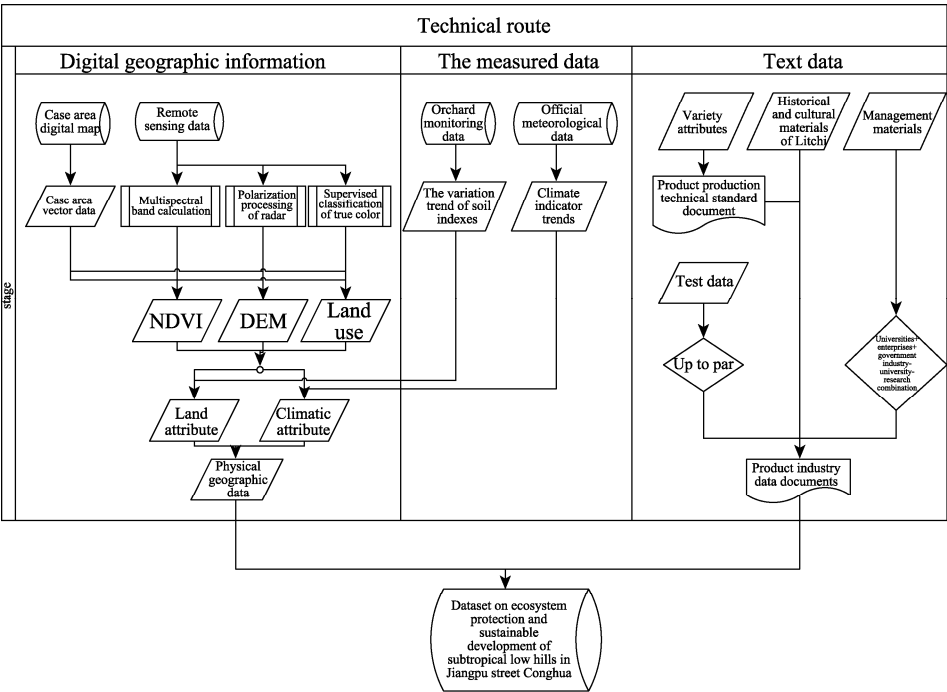 Technical route
Digital geographic information
The measured data
Text data
stage
Case area
digital map
Remote
sensing data
Orchard
monitoring
data
Official
meteorological
data
Variety
attributes
Historical
and cultural
materials
of Litchi
Management
materials
Case area
vector data
Multispectral
band calculation
Polarization
processing
of radar
Supervised
classification
of true color
The variation
trend of soil
indexes
Climate
indicator
trends
Product production
technical standard
document
Test data
NDVI
DEM
Land
use
Up to par
Universities+
enterprises+
government
industry-
university-
research
combination
Land
attribute
Climatic
attribute
Physical
geographic
data
Product industry
data documents
Dataset on ecosystem
protection and
sustainable
development of
subtropical low hills in
Jiangpu street Conghua